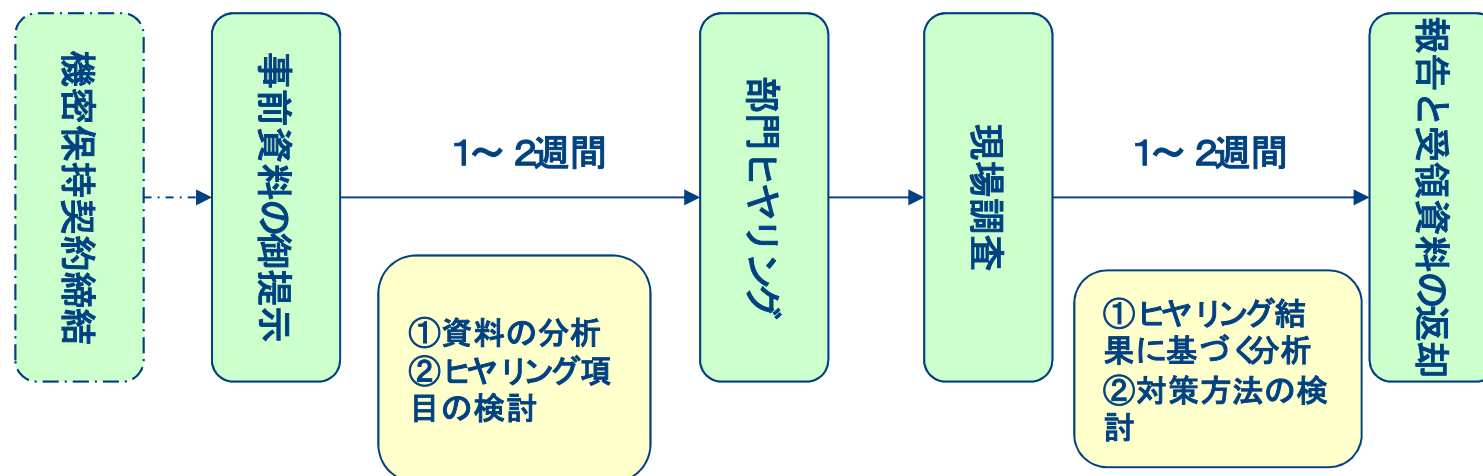 機密保持契約締結
事前資料の御提示
1～2週間
①資料の分析
②ヒヤリング項
目の検討
部門ヒヤリング
現場調査
1～2週間
①ヒヤリング結
果に基づく分析
②対策方法の検
討
報告と受領資料の返却